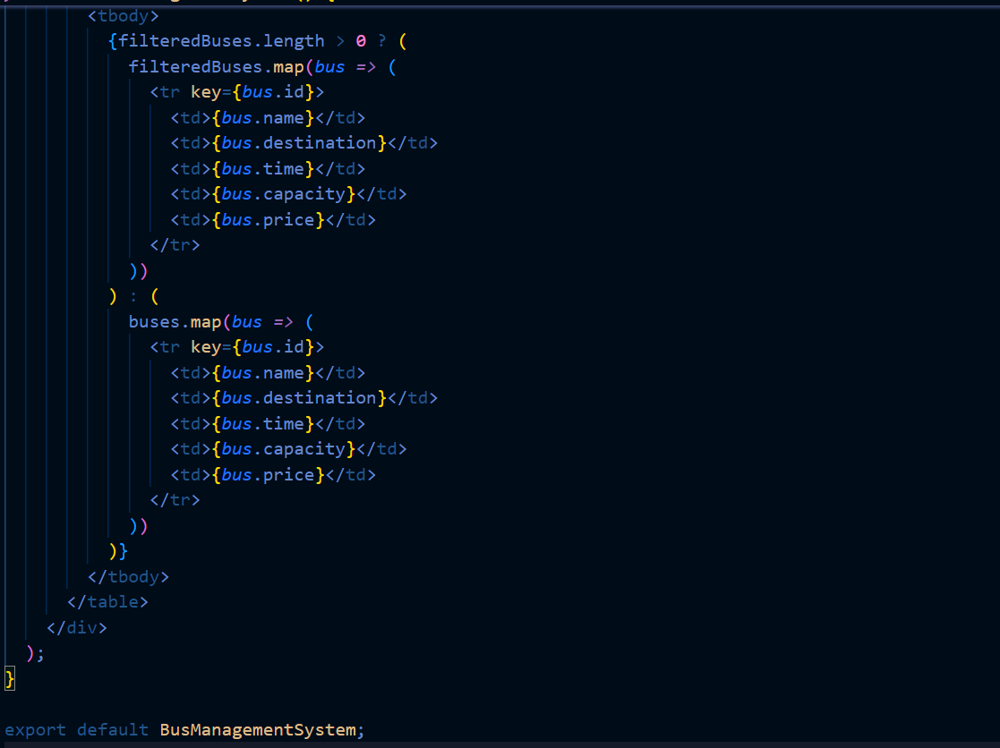 <tbody>
{filteredBuses.length > 0 ? (
filteredBuses.map(bus => (
<tr key={bus.id}>
<td>{bus.name}</td>
<td>{bus.destination}</td>
<td>{bus.time}</td>
<td>{bus.capacity}</td>
<td>{bus.price}</td>
</tr>
))
) : (
buses.map(bus => (
<tr key={bus.id}>
<td>{bus.name}</td>
<td>{bus.destination}</td>
<td>{bus.time}</td>
<td>{bus.capacity}</td>
<td>{bus.price}</td>
</tr>
))
)}
</tbody>
</table>
</div>
);
}
export default BusManagementSystem;